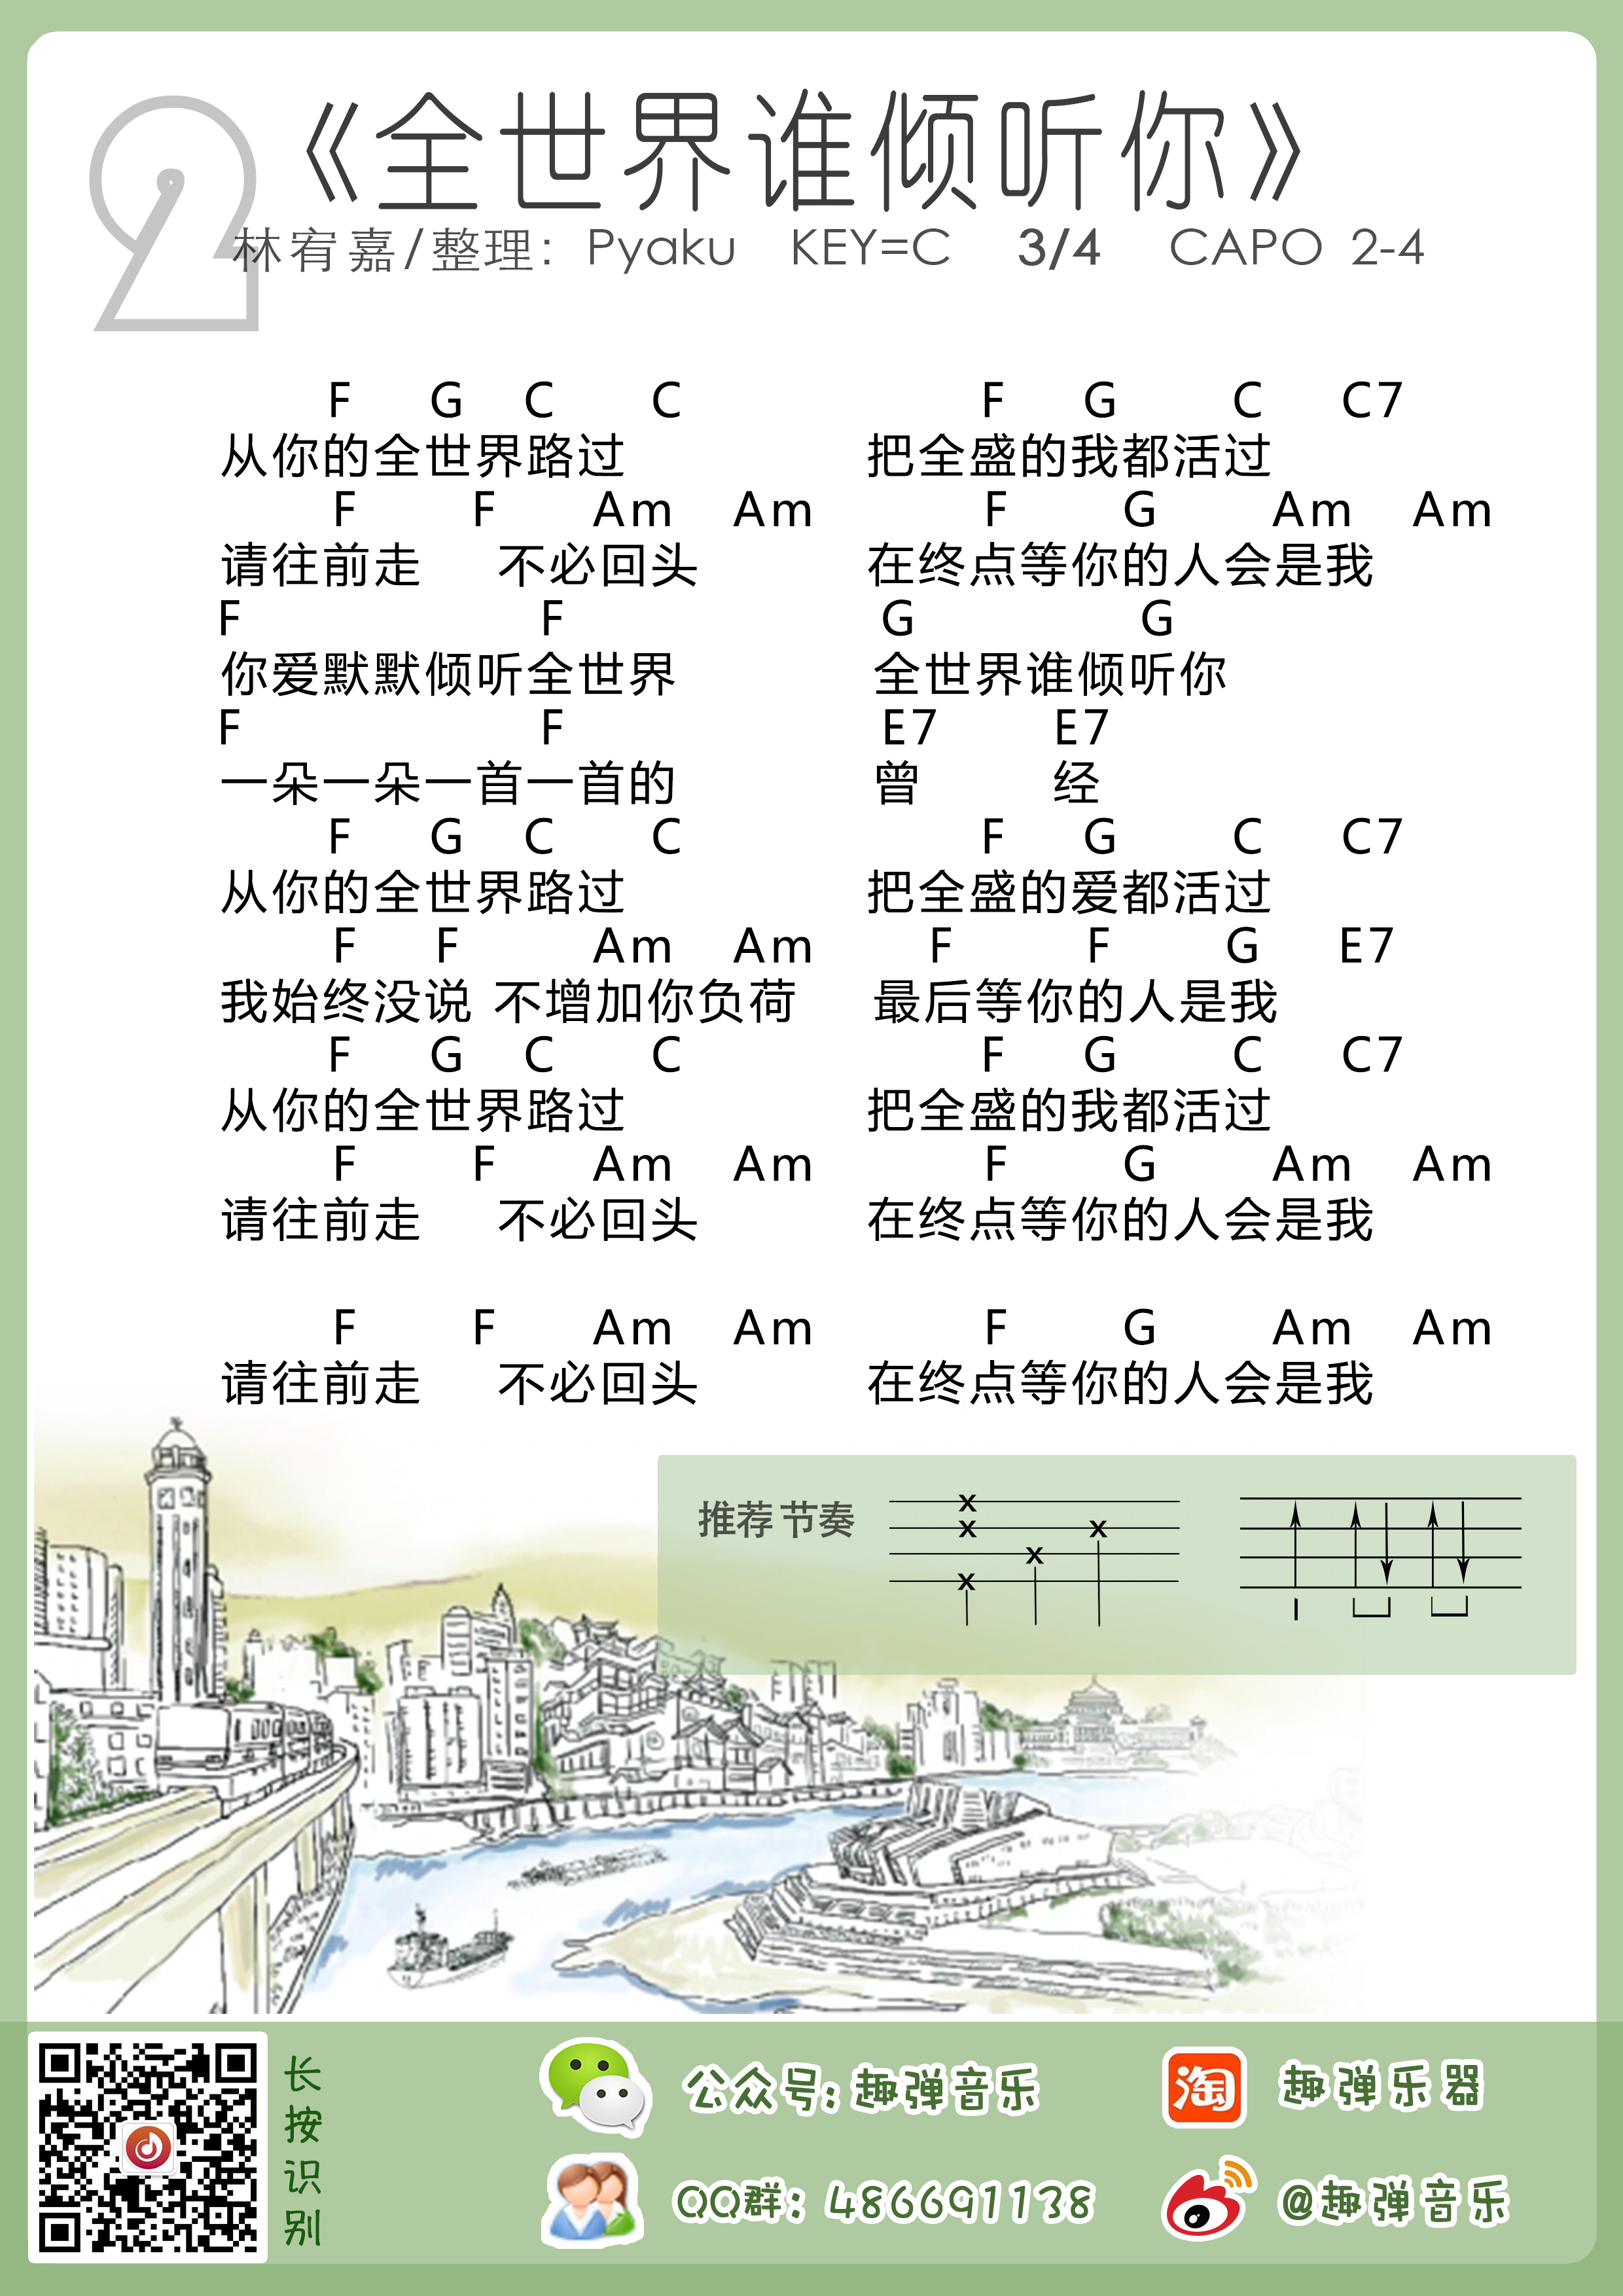 2
《全世界谁倾听你》
林宥嘉/整理：Pyaku KEY=C 3/4 CAPO 2-4
F G C C F G C C7
从你的全世界路过 把全盛的我都活过
F F Am Am F G Am Am
请往前走 不必回头 在终点等你的人会是我
F F G G
你爱默默倾听全世界 全世界谁倾听你
F F E7 E7
一朵一朵一首一首的 曾 经
F G C C F G C C7
从你的全世界路过 把全盛的爱都活过
F F Am Am F F G E7
我始终没说 不增加你负荷 最后等你的人是我
F G C C F G C C7
从你的全世界路过 把全盛的我都活过
F F Am Am F G Am Am
请往前走 不必回头 在终点等你的人会是我
F F Am Am F G Am Am
请往前走 不必回头 在终点等你的人会是我
推荐节奏
长按识别
公众号：趣弹音乐
淘 趣弹乐器
QQ群：486691138
@趣弹音乐